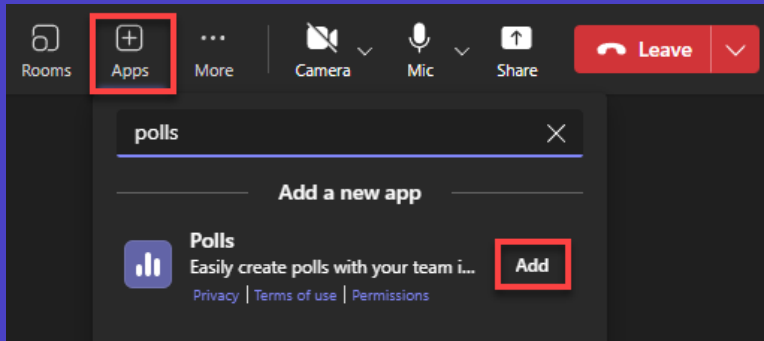 Rooms
Apps
More
Camera
Mic
Share
Leave
polls
Add a new app
Polls
Easily create polls with your team i...
Add
Privacy | Terms of use | Permissions